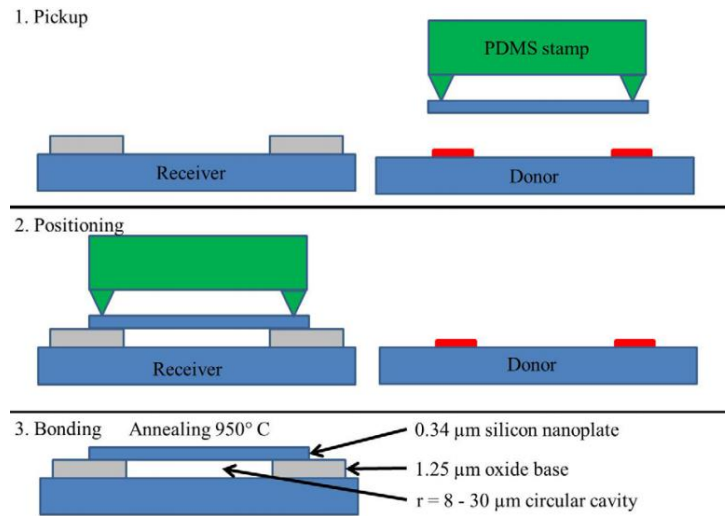 1. Pickup
PDMS stamp
Receiver
Donor
2. Positioning
Receiver
Donor
3. Bonding Annealing 950° C
0.34 µm silicon nanoplate
1.25 µm oxide base
r = 8 - 30 µm circular cavity